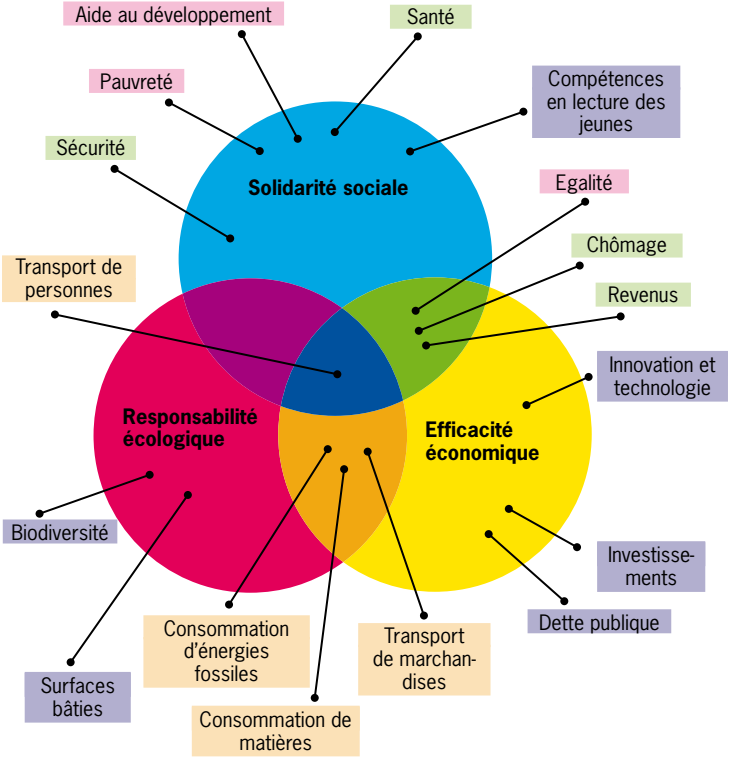 Aide au développement
Santé
Pauvreté
Compétences
en lecture des
jeunes
Sécurité
Solidarité sociale
Egalité
Chômage
Transport de
personnes
Revenus
Innovation et
technologie
Responsabilité
écologique
Efficacité
économique
Biodiversité
Investisse-
ments
Dette publique
Consommation
d'énergies
fossiles
Transport
de marchan-
dises
Surfaces
bâties
Consommation de
matières